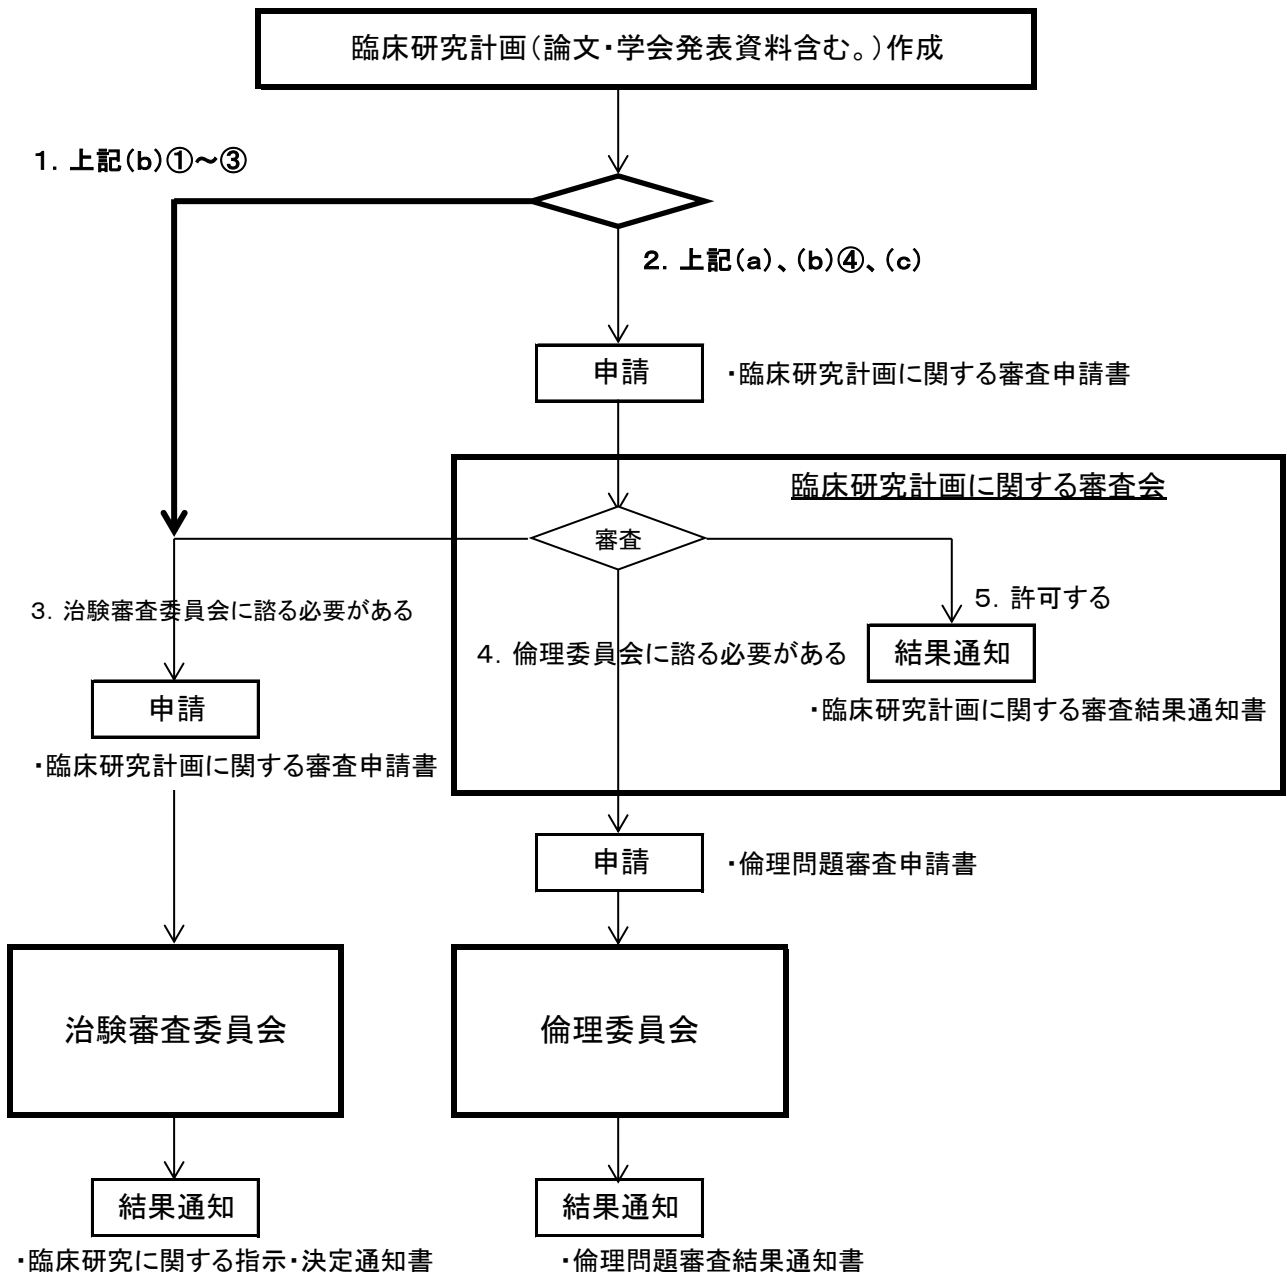 臨床研究計画(論文・学会発表資料含む。)作成
1. 上記(b)①~③
2. 上記(a)、(b)④、(c)
申請
・臨床研究計画に関する審査申請書
臨床研究計画に関する審査会
審査
3. 治験審査委員会に諮る必要がある
5. 許可する
4. 倫理委員会に諮る必要がある
結果通知
・臨床研究計画に関する審査結果通知書
申請
・臨床研究計画に関する審査申請書
申請
・倫理問題審査申請書
治験審査委員会
倫理委員会
結果通知
結果通知
・臨床研究に関する指示・決定通知書
・倫理問題審査結果通知書